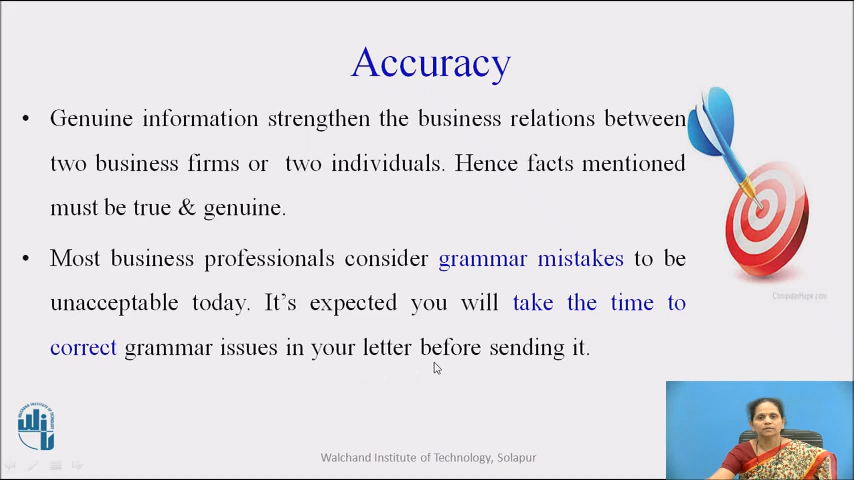 Accuracy
• Genuine information strengthen the business relations between
two business firms or two individuals. Hence facts mentioned
must be true & genuine.
• Most business professionals consider grammar mistakes to be
unacceptable today. It's expected you will take the time to
correct grammar issues in your letter before sending it.
ComputerHope.com
Walchand Institute of Technology, Solapur